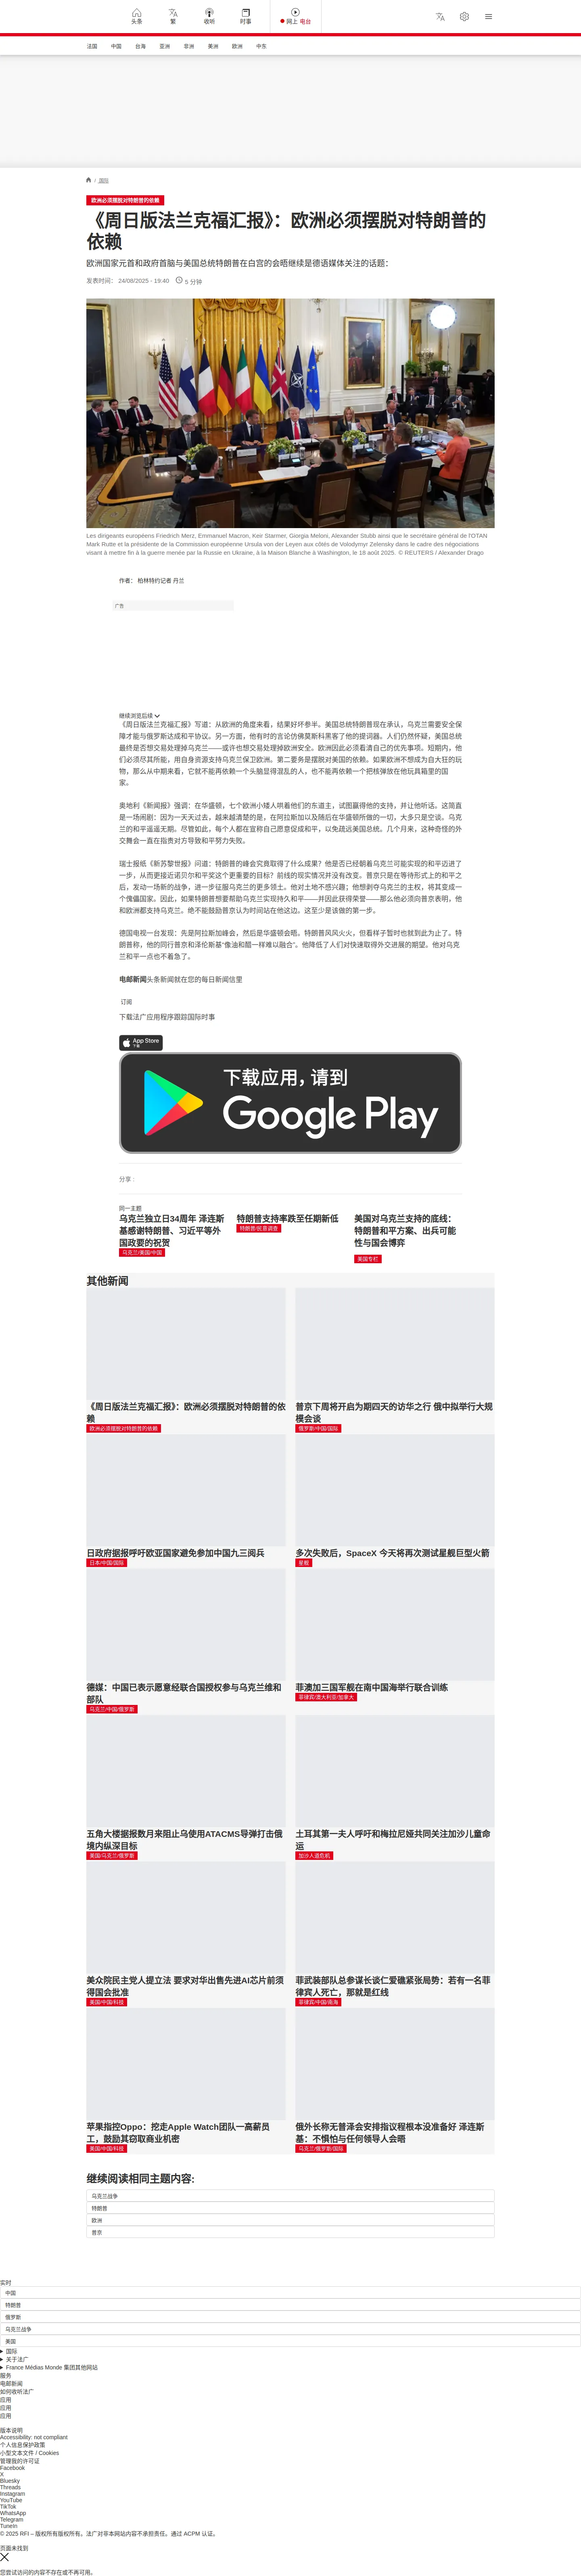 头条
繁
收听
时事
网上 电台
法国
中国
台海
亚洲
非洲
美洲
欧洲
中东
/ 国际
欧洲必须摆脱对特朗普的依赖
《周日版法兰克福汇报》：欧洲必须摆脱对特朗普的
依赖
欧洲国家元首和政府首脑与美国总统特朗普在白宫的会晤继续是德语媒体关注的话题：
发表时间： 24/08/2025 - 19:40
5 分钟
Les dirigeants européens Friedrich Merz, Emmanuel Macron, Keir Starmer, Giorgia Meloni, Alexander Stubb ainsi que le secrétaire général de l'OTAN
Mark Rutte et la présidente de la Commission européenne Ursula von der Leyen aux côtés de Volodymyr Zelensky dans le cadre des négociations
visant à mettre fin à la guerre menée par la Russie en Ukraine, à la Maison Blanche à Washington, le 18 août 2025. © REUTERS / Alexander Drago
作者： 柏林特约记者 丹兰
广告
继续浏览后续
《周日版法兰克福汇报》写道：从欧洲的角度来看，结果好坏参半。美国总统特朗普现在承认，乌克兰需要安全保
障才能与俄罗斯达成和平协议。另一方面，他有时的言论仿佛莫斯科黑客了他的提词器。人们仍然怀疑，美国总统
最终是否想交易处理掉乌克兰——或许也想交易处理掉欧洲安全。欧洲因此必须看清自己的优先事项。短期内，他
们必须尽其所能，用自身资源支持乌克兰保卫欧洲。第二要务是摆脱对美国的依赖。如果欧洲不想成为自大狂的玩
物，那么从中期来看，它就不能再依赖一个头脑显得混乱的人，也不能再依赖一个把核弹放在他玩具箱里的国
家。
奥地利《新闻报》强调：在华盛顿，七个欧洲小矮人哄着他们的东道主，试图赢得他的支持，并让他听话。这简直
是一场闹剧：因为一天天过去，越来越清楚的是，在阿拉斯加以及随后在华盛顿所做的一切，大多只是空谈。乌克
兰的和平遥遥无期。尽管如此，每个人都在宣称自己愿意促成和平，以免疏远美国总统。几个月来，这种奇怪的外
交舞会一直在指责对方导致和平努力失败。
瑞士报纸《新苏黎世报》问道：特朗普的峰会究竟取得了什么成果？他是否已经朝着乌克兰可能实现的和平迈进了
一步，从而更接近诺贝尔和平奖这个更重要的目标？前线的现实情况并没有改变。普京只是在等待形式上的和平之
后，发动一场新的战争，进一步征服乌克兰的更多领土。他对土地不感兴趣；他想剥夺乌克兰的主权，将其变成一
个傀儡国家。因此，如果特朗普想要帮助乌克兰实现持久和平——并因此获得荣誉——那么他必须向普京表明，他
和欧洲都支持乌克兰。绝不能鼓励普京认为时间站在他这边。这至少是该做的第一步。
德国电视一台发现：先是阿拉斯加峰会，然后是华盛顿会晤。特朗普风风火火，但看样子暂时也就到此为止了。特
朗普称，他的同行普京和泽伦斯基“像油和醋一样难以融合”。他降低了人们对快速取得外交进展的期望。他对乌克
兰和平一点也不着急了。
电邮新闻头条新闻就在您的每日新闻信里
订阅
下载法广应用程序跟踪国际时事
App Store
下载
下载应用，请到
Google Play
分享 :
同一主题
乌克兰独立日34周年 泽连斯
基感谢特朗普、习近平等外
国政要的祝贺
乌克兰/美国/中国
特朗普支持率跌至任期新低
特朗普/民意调查
美国对乌克兰支持的底线：
特朗普和平方案、出兵可能
性与国会博弈
美国专栏
其他新闻
《周日版法兰克福汇报》：欧洲必须摆脱对特朗普的依
赖
欧洲必须摆脱对特朗普的依赖
普京下周将开启为期四天的访华之行 俄中拟举行大规
模会谈
俄罗斯/中国/国际
日政府据报呼吁欧亚国家避免参加中国九三阅兵
日本/中国/国际
多次失败后，SpaceX 今天将再次测试星舰巨型火箭
星舰
德媒：中国已表示愿意经联合国授权参与乌克兰维和
部队
乌克兰/中国/俄罗斯
菲澳加三国军舰在南中国海举行联合训练
菲律宾/澳大利亚/加拿大
五角大楼据报数月来阻止乌使用ATACMS导弹打击俄
境内纵深目标
美国/乌克兰/俄罗斯
土耳其第一夫人呼吁和梅拉尼娅共同关注加沙儿童命
运
加沙人道危机
美众院民主党人提立法 要求对华出售先进AI芯片前须
得国会批准
美国/中国/科技
菲武装部队总参谋长谈仁爱礁紧张局势：若有一名菲
律宾人死亡，那就是红线
菲律宾/中国/南海
苹果指控Oppo：挖走Apple Watch团队一高薪员
工，鼓励其窃取商业机密
美国/中国/科技
俄外长称无普泽会安排指议程根本没准备好 泽连斯
基：不惧怕与任何领导人会晤
乌克兰/俄罗斯/国际
继续阅读相同主题内容:
乌克兰战争
特朗普
欧洲
普京
实时
中国
特朗普
俄罗斯
乌克兰战争
美国
国际
关于法广
France Médias Monde 集团其他网站
服务
电邮新闻
如何收听法广
应用
应用
应用
版本说明
Accessibility: not compliant
个人信息保护政策
小型文本文件 / Cookies
管理我的许可证
Facebook
X
Bluesky
Threads
Instagram
YouTube
TikTok
WhatsApp
Telegram
TuneIn
© 2025 RFI – 版权所有版权所有。法广对非本网站内容不承担责任。通过 ACPM 认证。
页面未找到
您尝试访问的内容不存在或不再可用。